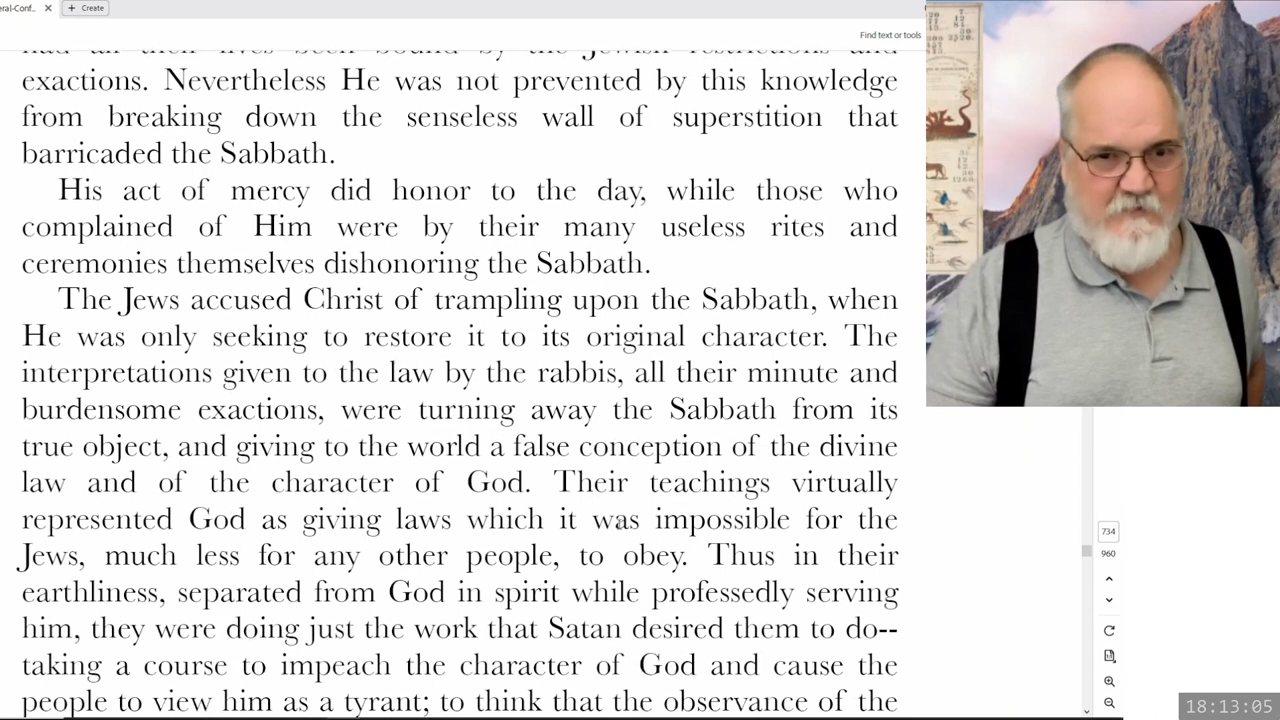 eral-Conf..
Create
Find text or tools
exactions. Nevertheless He was not prevented by this knowledge
from breaking down the senseless wall of superstition that
barricaded the Sabbath.
His act of mercy did honor to the day, while those who
complained of Him were by their many useless rites and
ceremonies themselves dishonoring the Sabbath.
The Jews accused Christ of trampling upon the Sabbath, when
He was only seeking to restore it to its original character. The
interpretations given to the law by the rabbis, all their minute and
burdensome exactions, were turning away the Sabbath from its
true object, and giving to the world a false conception of the divine
law and of the character of God. Their teachings virtually
represented God as giving laws which it was impossible for the
Jews, much less for any other people, to obey. Thus in their
earthliness, separated from God in spirit while professedly serving
him, they were doing just the work that Satan desired them to do--
taking a course to impeach the character of God and cause the
people to view him as a tyrant; to think that the observance of the
734
960
18:13:05